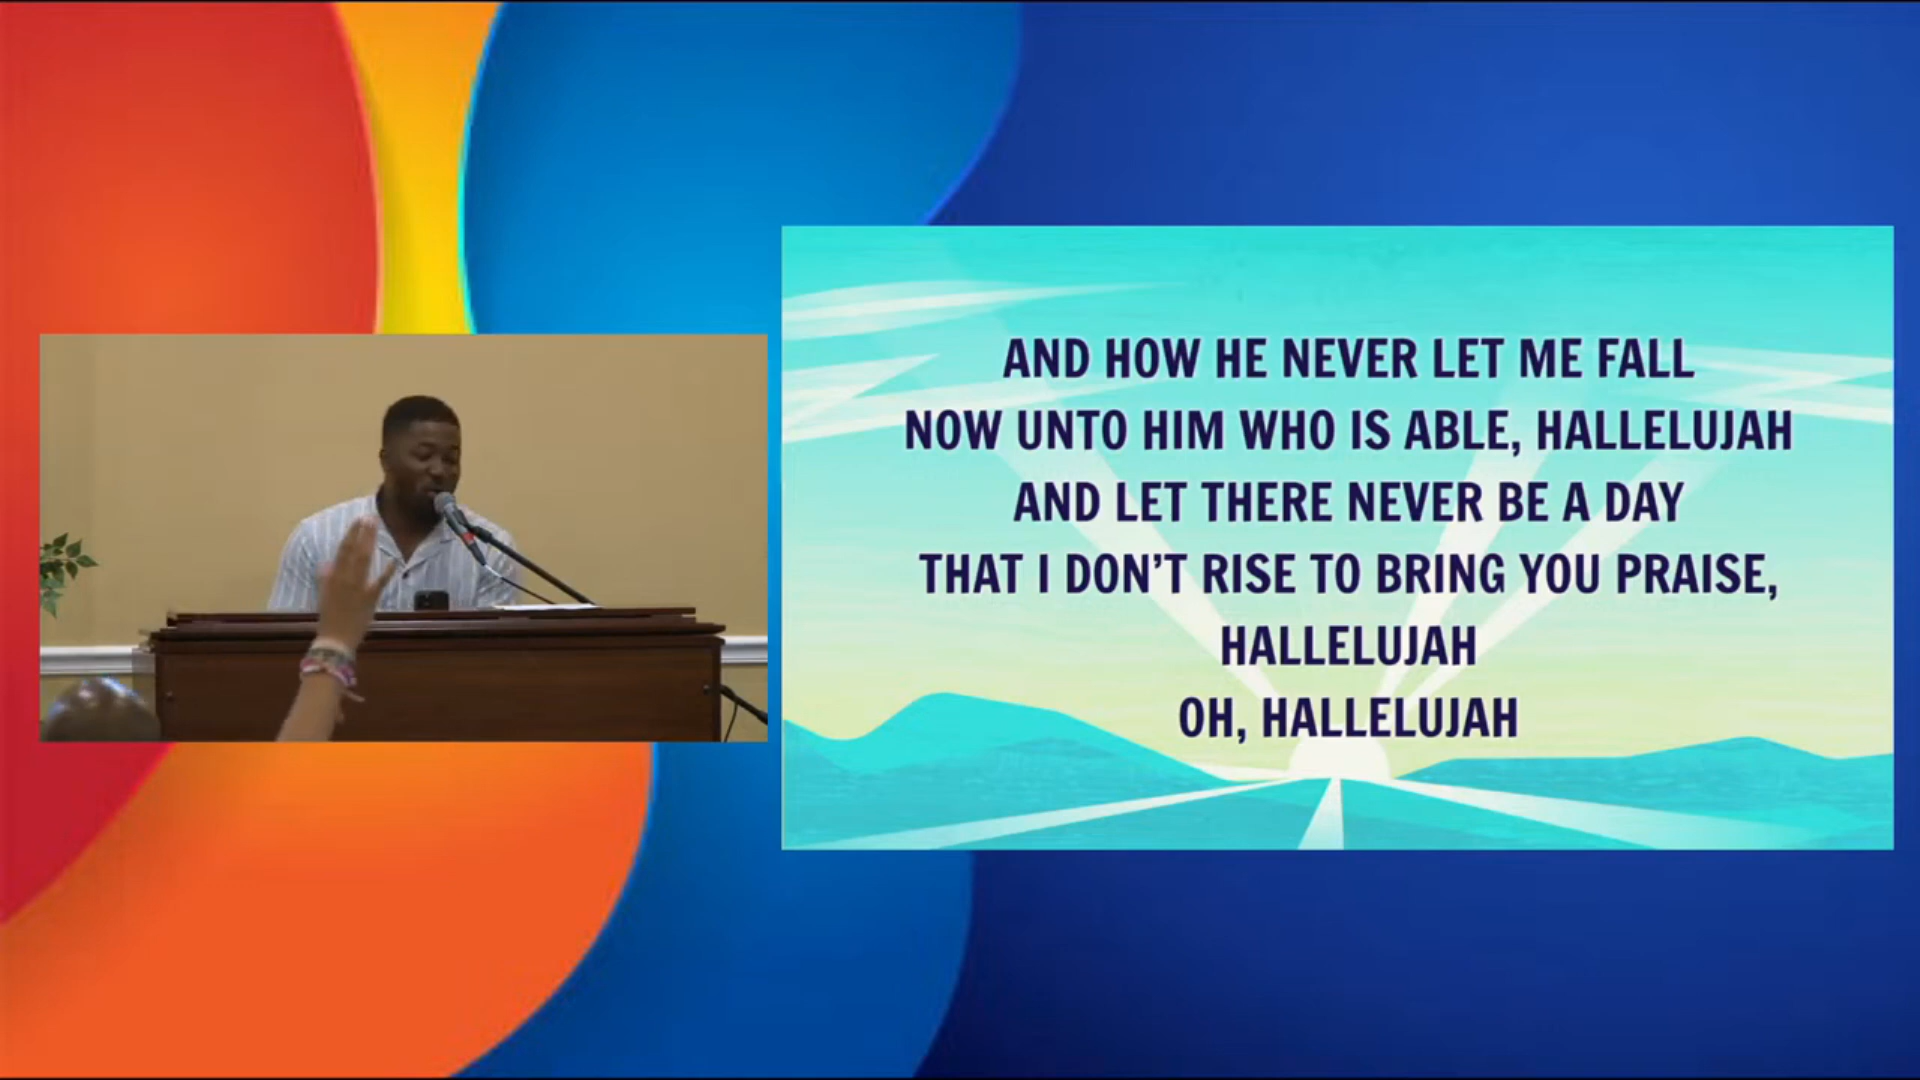 AND HOW HE NEVER LET ME FALL
NOW UNTO HIM WHO IS ABLE, HALLELUJAH
AND LET THERE NEVER BE A DAY
THAT I DON’T RISE TO BRING YOU PRAISE,
HALLELUJAH
OH, HALLELUJAH